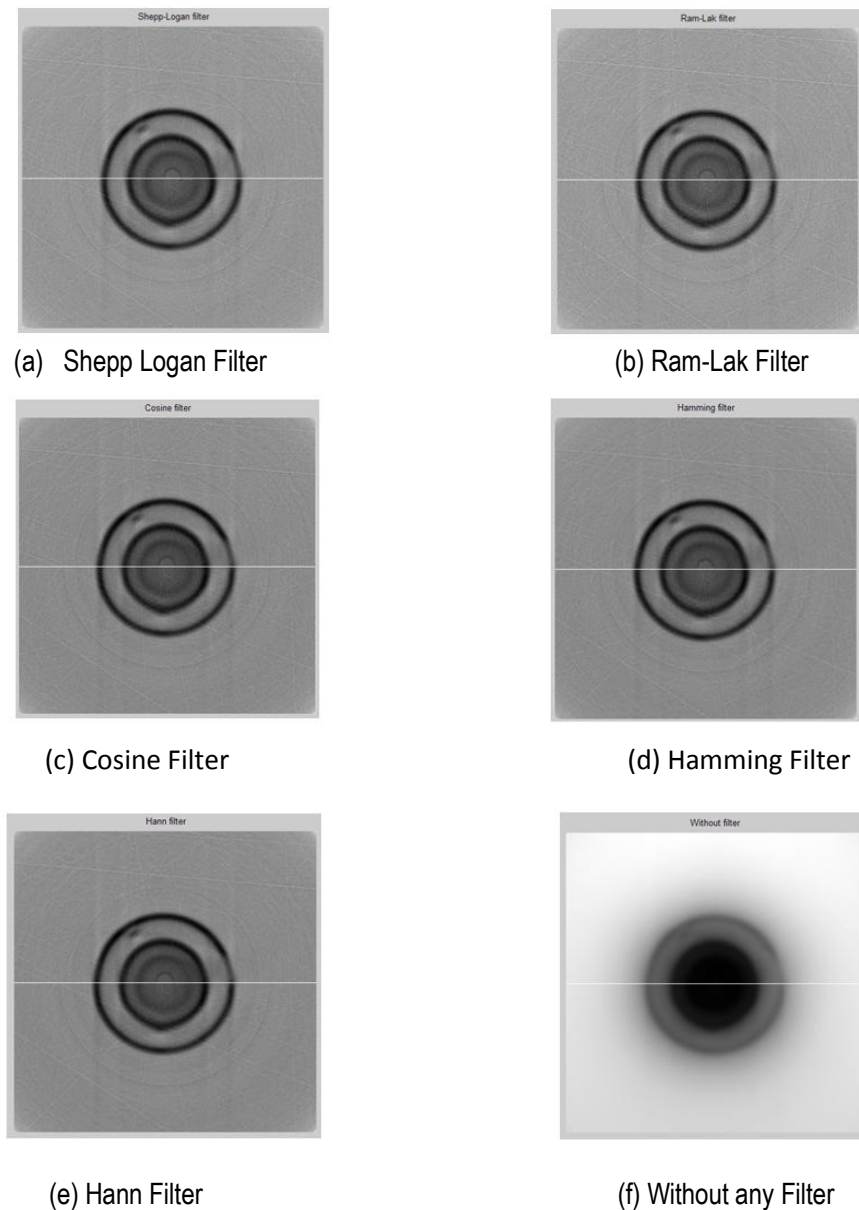 Shepp-Logan filter
Ram-Lak filter
(a) Shepp Logan Filter
(b) Ram-Lak Filter
Cosine filter
Hamming filter
(c) Cosine Filter
(d) Hamming Filter
Hann filter
Without filter
(e) Hann Filter
(f) Without any Filter